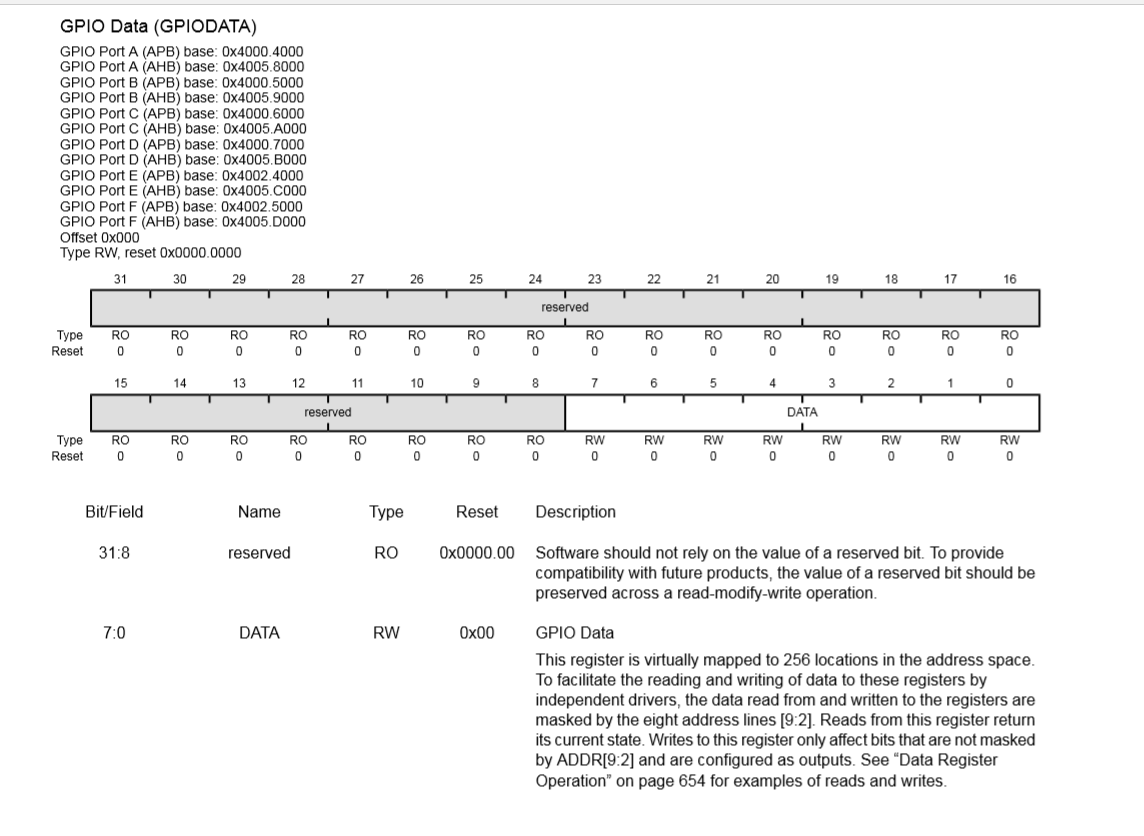 GPIO Data (GPIODATA)
GPIO Port A (APB) base: 0x4000.4000
GPIO Port A (AHB) base: 0x4005.8000
GPIO Port B (APB) base: 0x4000.5000
GPIO Port B (AHB) base: 0x4005.9000
GPIO Port C (APB) base: 0x4000.6000
GPIO Port C (AHB) base: 0x4005.A000
GPIO Port D (APB) base: 0x4000.7000
GPIO Port D (AHB) base: 0x4005.B000
GPIO Port E (APB) base: 0x4002.4000
GPIO Port E (AHB) base: 0x4005.C000
GPIO Port F (APB) base: 0x4002.5000
GPIO Port F (AHB) base: 0x4005.D000
Offset 0x000
Type RW, reset 0x0000.0000
31 30 29 28 27 26 25 24 23 22 21 20 19 18 17 16
reserved
Type RO RO RO RO RO RO RO RO RO RO RO RO RO RO RO RO
Reset 0 0 0 0 0 0 0 0 0 0 0 0 0 0 0 0
15 14 13 12 11 10 9 8 7 6 5 4 3 2 1 0
reserved DATA
Type RO RO RO RO RO RO RO RO RW RW RW RW RW RW RW RW
Reset 0 0 0 0 0 0 0 0 0 0 0 0 0 0 0 0
Bit/Field Name Type Reset Description
31:8 reserved RO 0x0000.00 Software should not rely on the value of a reserved bit. To provide
compatibility with future products, the value of a reserved bit should be
preserved across a read-modify-write operation.
7:0 DATA RW 0x00 GPIO Data
This register is virtually mapped to 256 locations in the address space.
To facilitate the reading and writing of data to these registers by
independent drivers, the data read from and written to the registers are
masked by the eight address lines [9:2]. Reads from this register return
its current state. Writes to this register only affect bits that are not masked
by ADDR[9:2] and are configured as outputs. See “Data Register
Operation” on page 654 for examples of reads and writes.